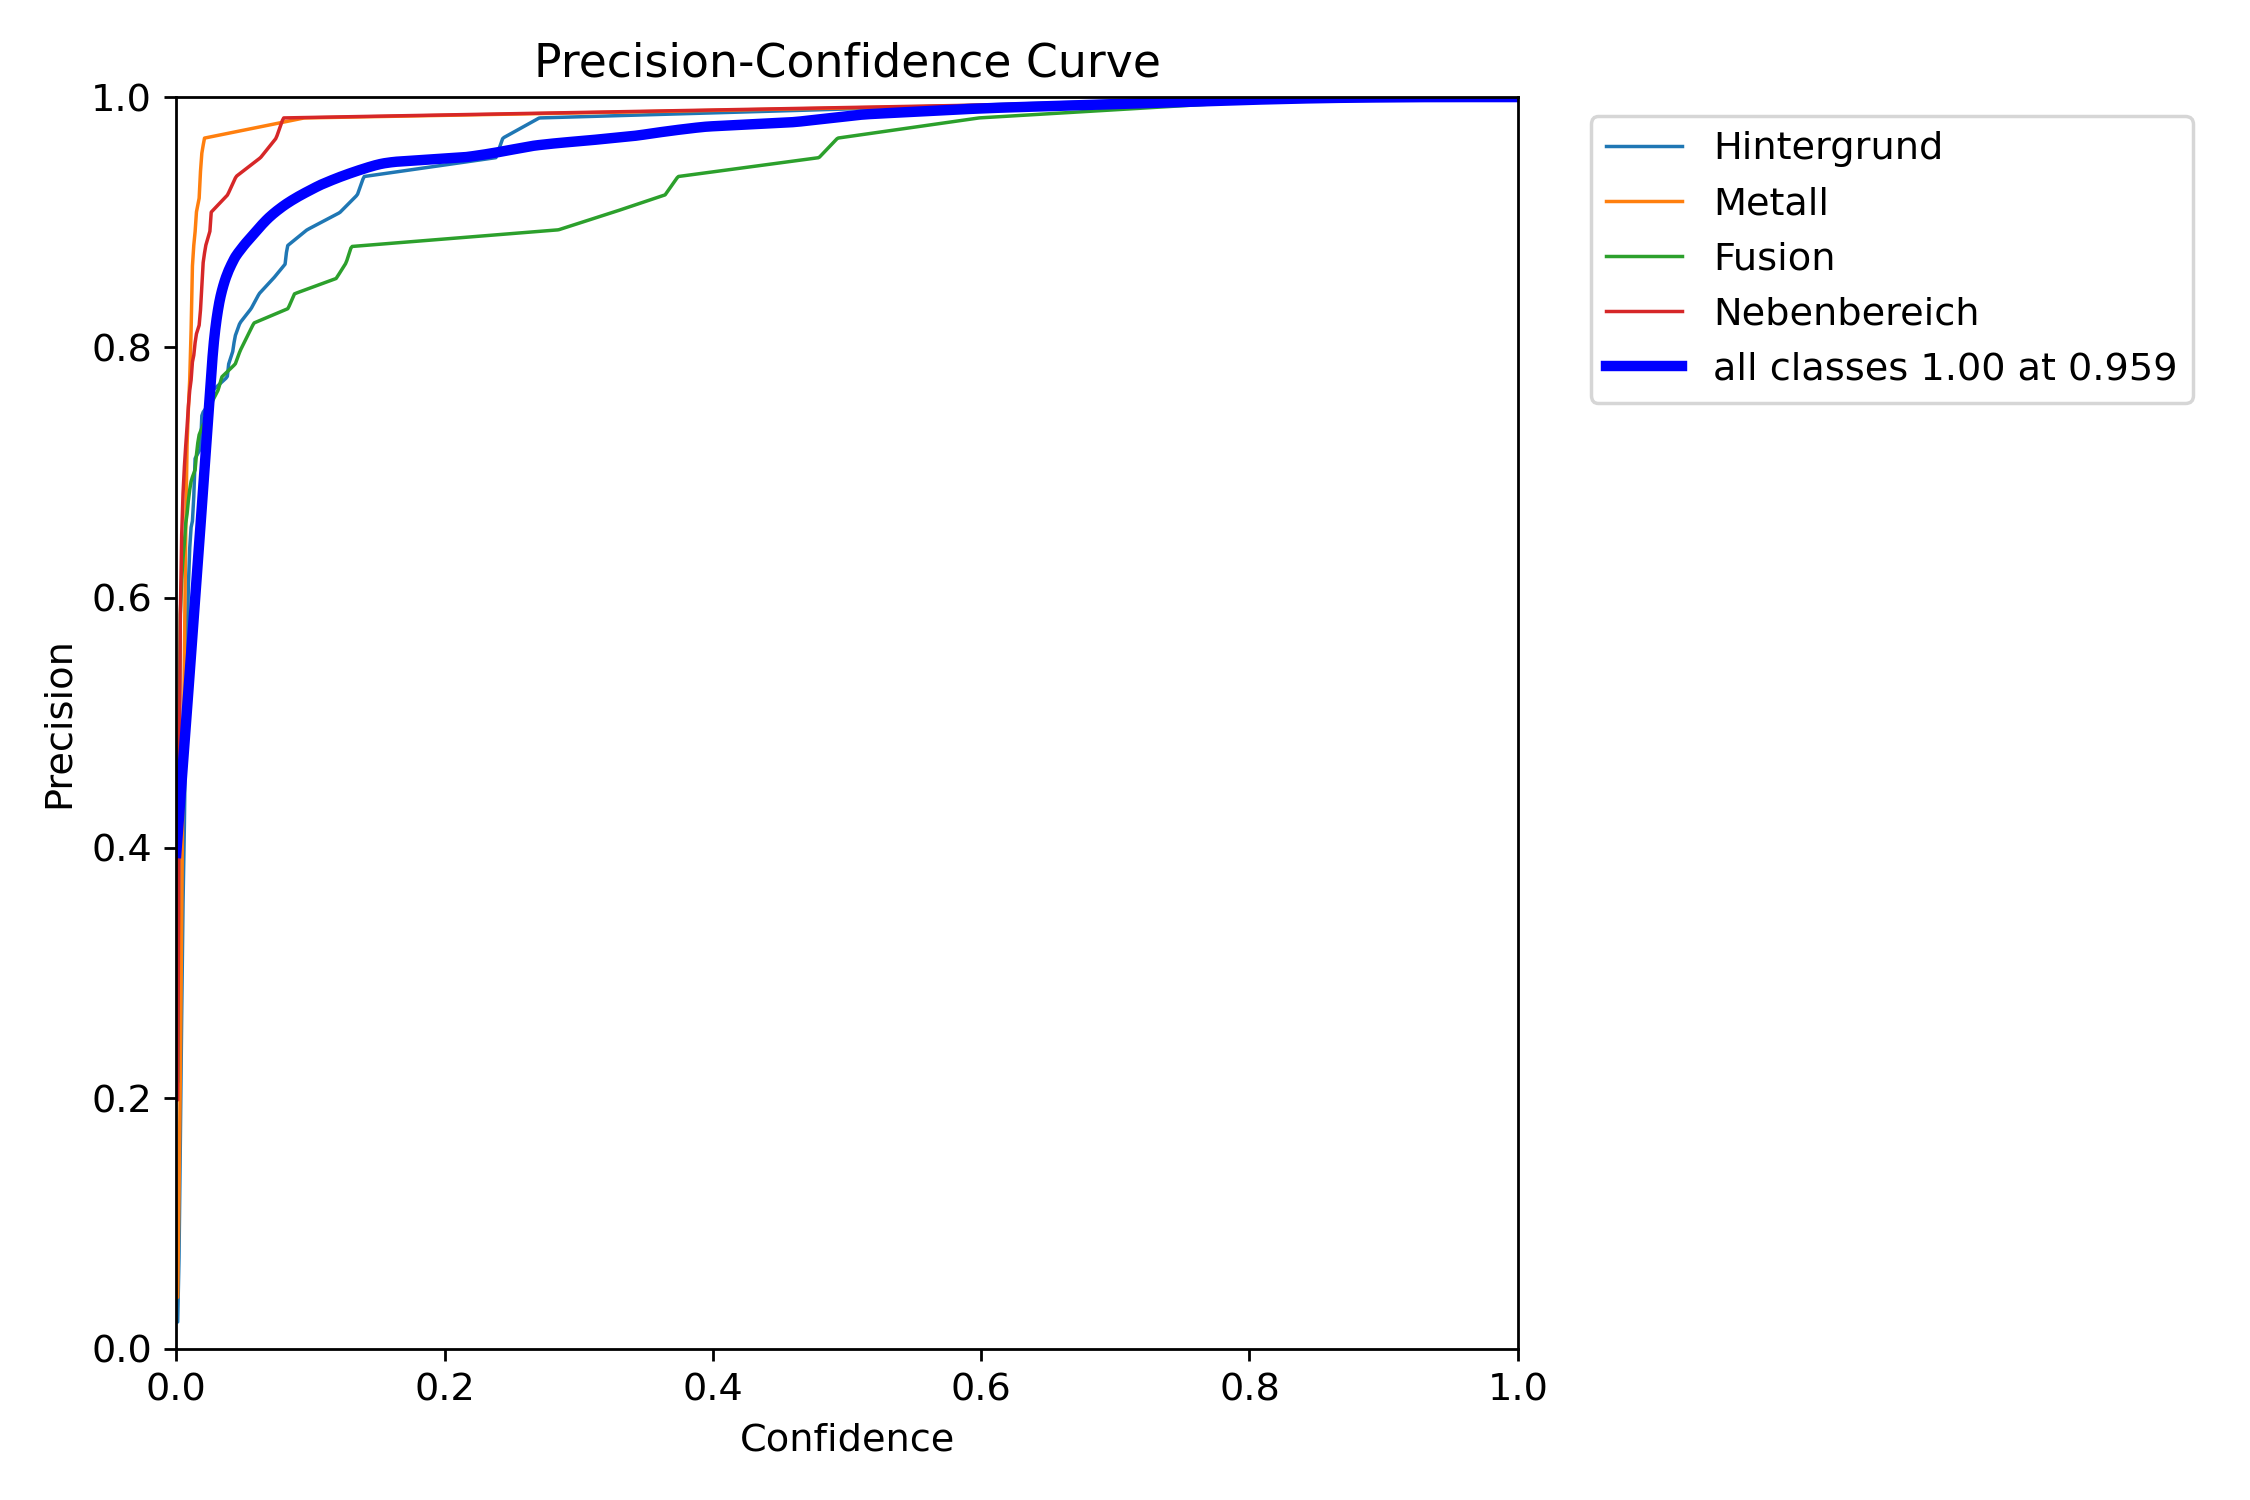 Precision-Confidence Curve
1.0
0.8
0.6
0.4
0.2
0.0
Precision
0.0 0.2 0.4 0.6 0.8 1.0
Confidence
Hintergrund
Metall
Fusion
Nebenbereich
all classes 1.00 at 0.959